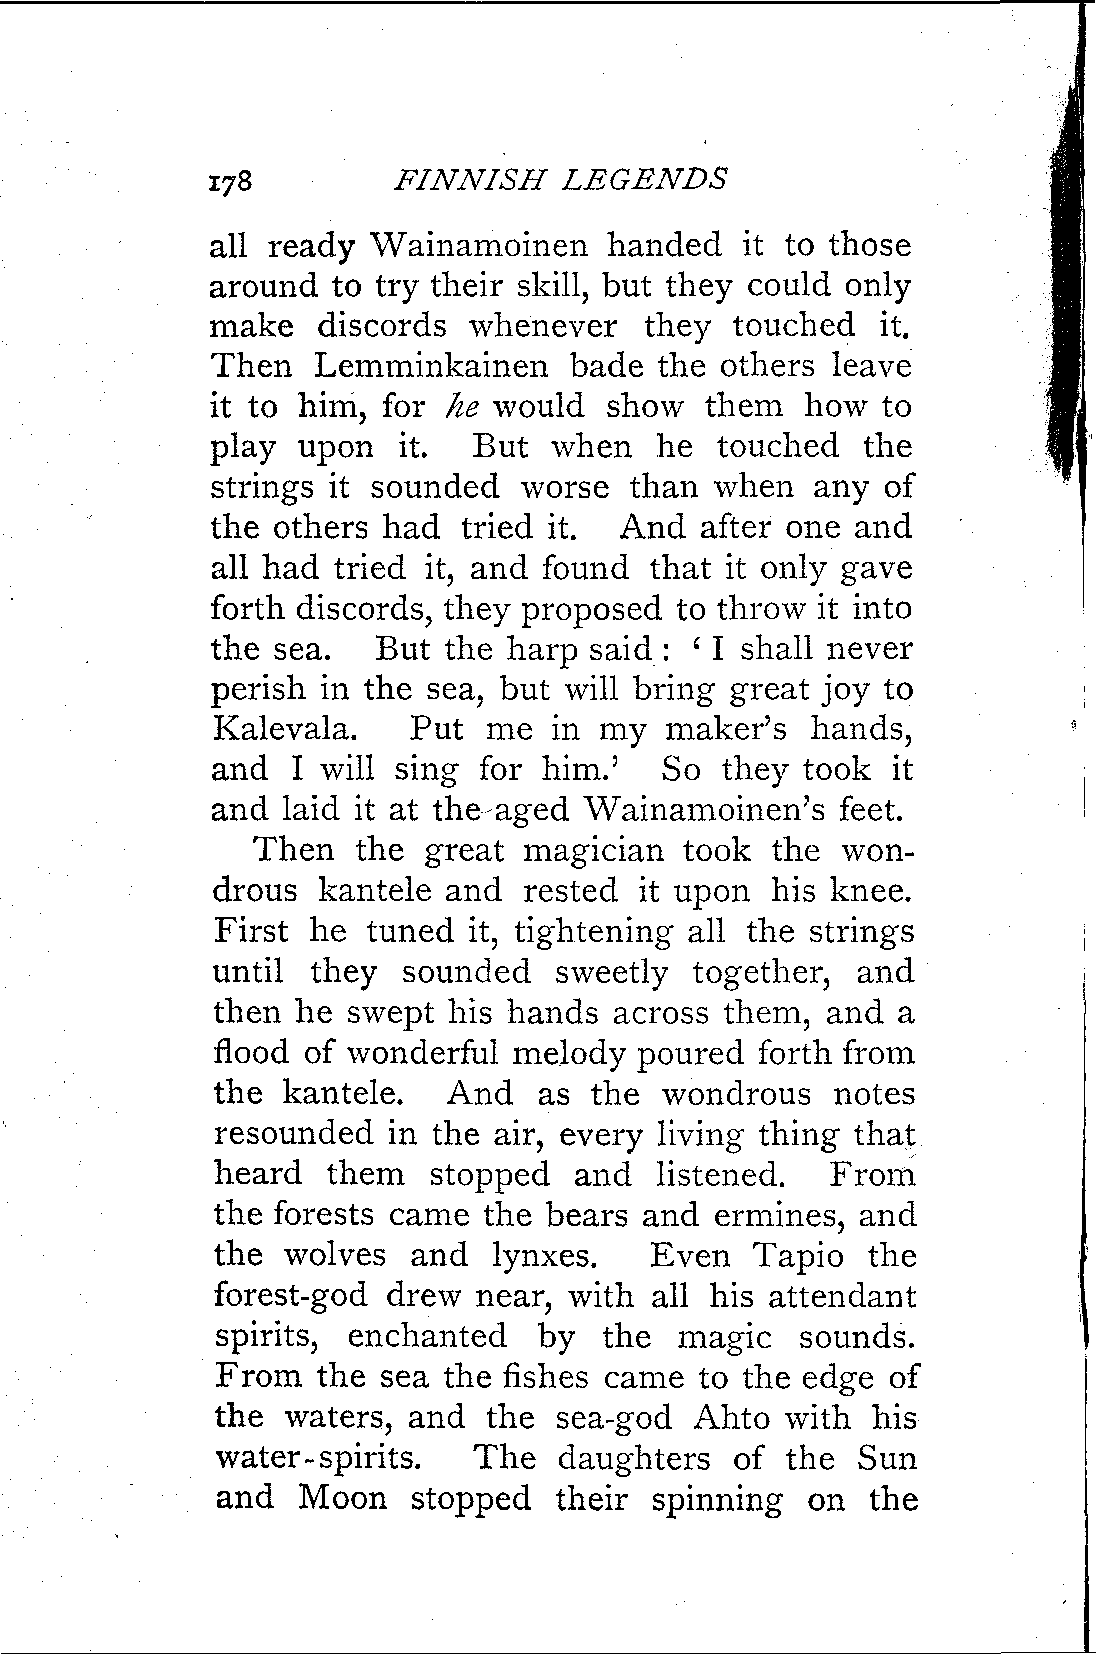 178 FINNISH LEGENDS
all ready Wainamoinen handed it to those
around to try their skill, but they could only
make discords whenever they touched it.
Then Lemminkainen bade the others leave
it to him, for he would show them how to
play upon it. But when he touched the
strings it sounded worse than when any of
the others had tried it. And after one and
all had tried it, and found that it only gave
forth discords, they proposed to throw it into
the sea. But the harp said : ‘ I shall never
perish in the sea, but will bring great joy to
Kalevala. Put me in my maker’s hands,
and I will sing for him.’ So they took it
and laid it at the aged Wainamoinen’s feet.
Then the great magician took the won-
drous kantele and rested it upon his knee.
First he tuned it, tightening all the strings
until they sounded sweetly together, and
then he swept his hands across them, and a
flood of wonderful melody poured forth from
the kantele. And as the wondrous notes
resounded in the air, every living thing that
heard them stopped and listened. From
the forests came the bears and ermines, and
the wolves and lynxes. Even Tapio the
forest-god drew near, with all his attendant
spirits, enchanted by the magic sounds.
From the sea the fishes came to the edge of
the waters, and the sea-god Ahto with his
water-spirits. The daughters of the Sun
and Moon stopped their spinning on the